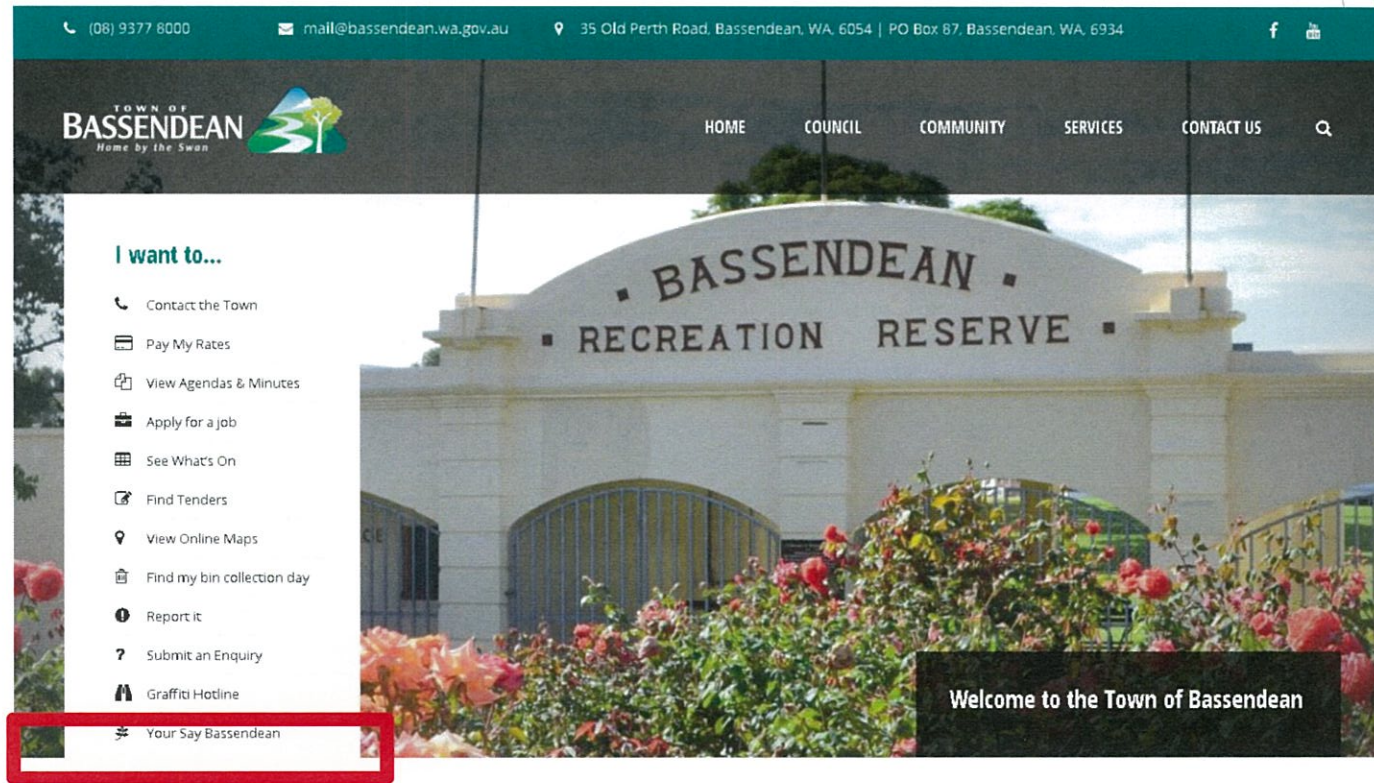 (08) 9377 8000 mail@bassendean.wa.gov.au 35 Old Perth Road, Bassendean, WA, 6054 | PO Box 87, Bassendean, WA, 6934
TOWN OF
BASSENDEAN
Home by the Swan
HOME COUNCIL COMMUNITY SERVICES CONTACT US
I want to...
Contact the Town
Pay My Rates
View Agendas & Minutes
Apply for a job
See What's On
Find Tenders
View Online Maps
Find my bin collection day
Report it
Submit an Enquiry
Graffiti Hotline
Your Say Bassendean
BASSENDEAN
RECREATION RESERVE
Welcome to the Town of Bassendean